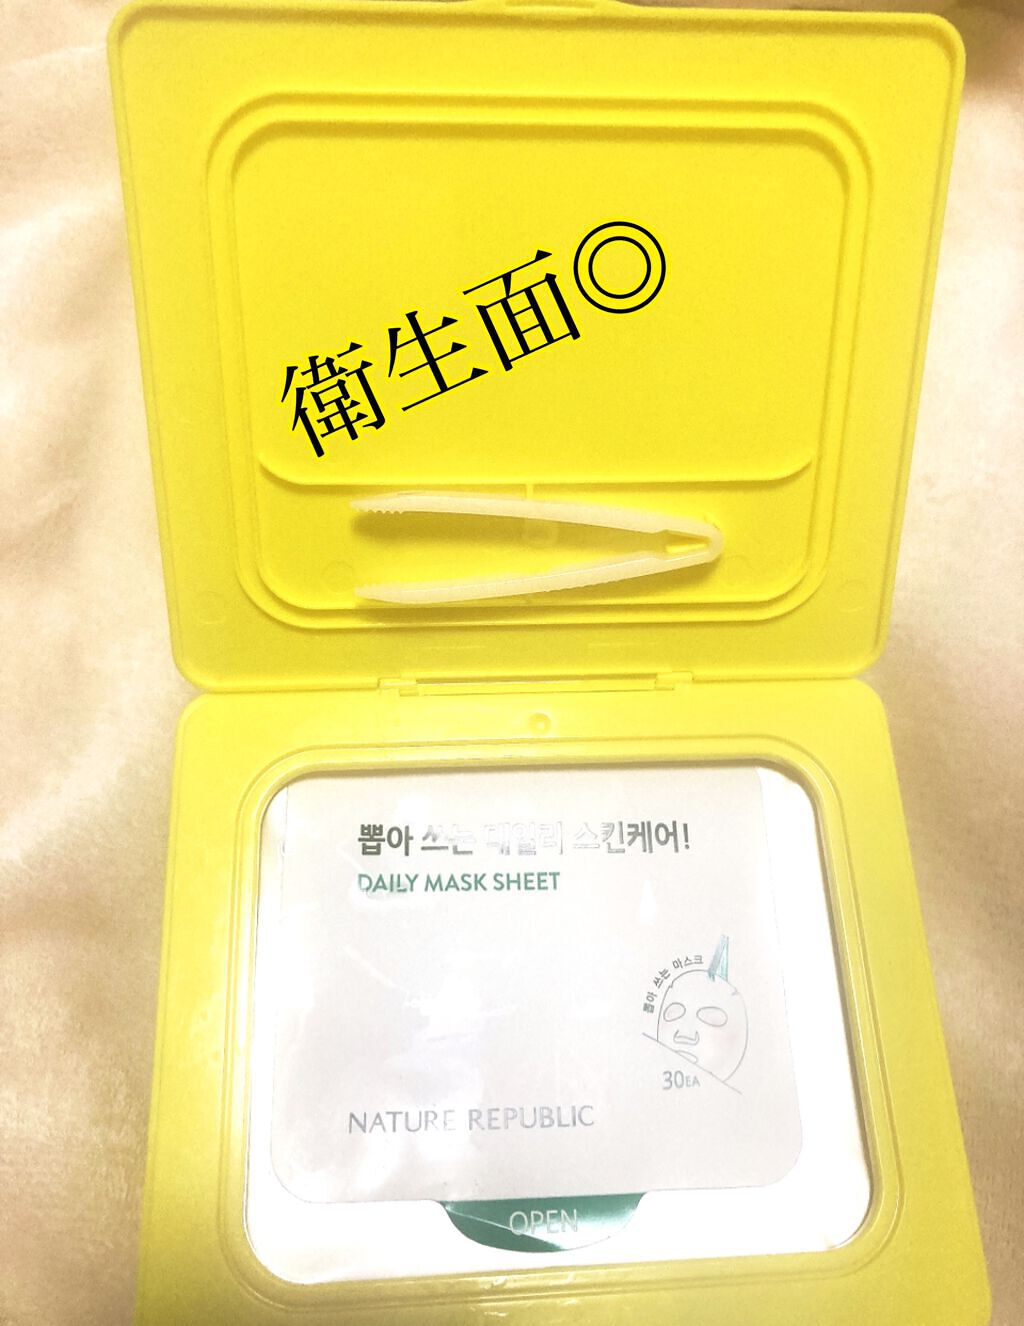 衛生面◎
뽑아 쓰는 데일리 스킨케어!
DAILY MASK SHEET
뽑아 쓰는 마스크
30EA
NATURE REPUBLIC
OPEN